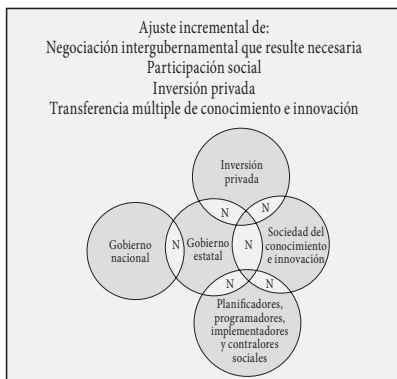 Ajuste incremental de:
Negociación intergubernamental que resulte necesaria
Participación social
Inversión privada
Transferencia múltiple de conocimiento e innovación
Inversión
privada
N
N
Gobierno
nacional
N
Gobierno
estatal
N
Sociedad del
conocimiento
e innovación
N
N
Planificadores,
programadores,
implementadores
y contralores
sociales